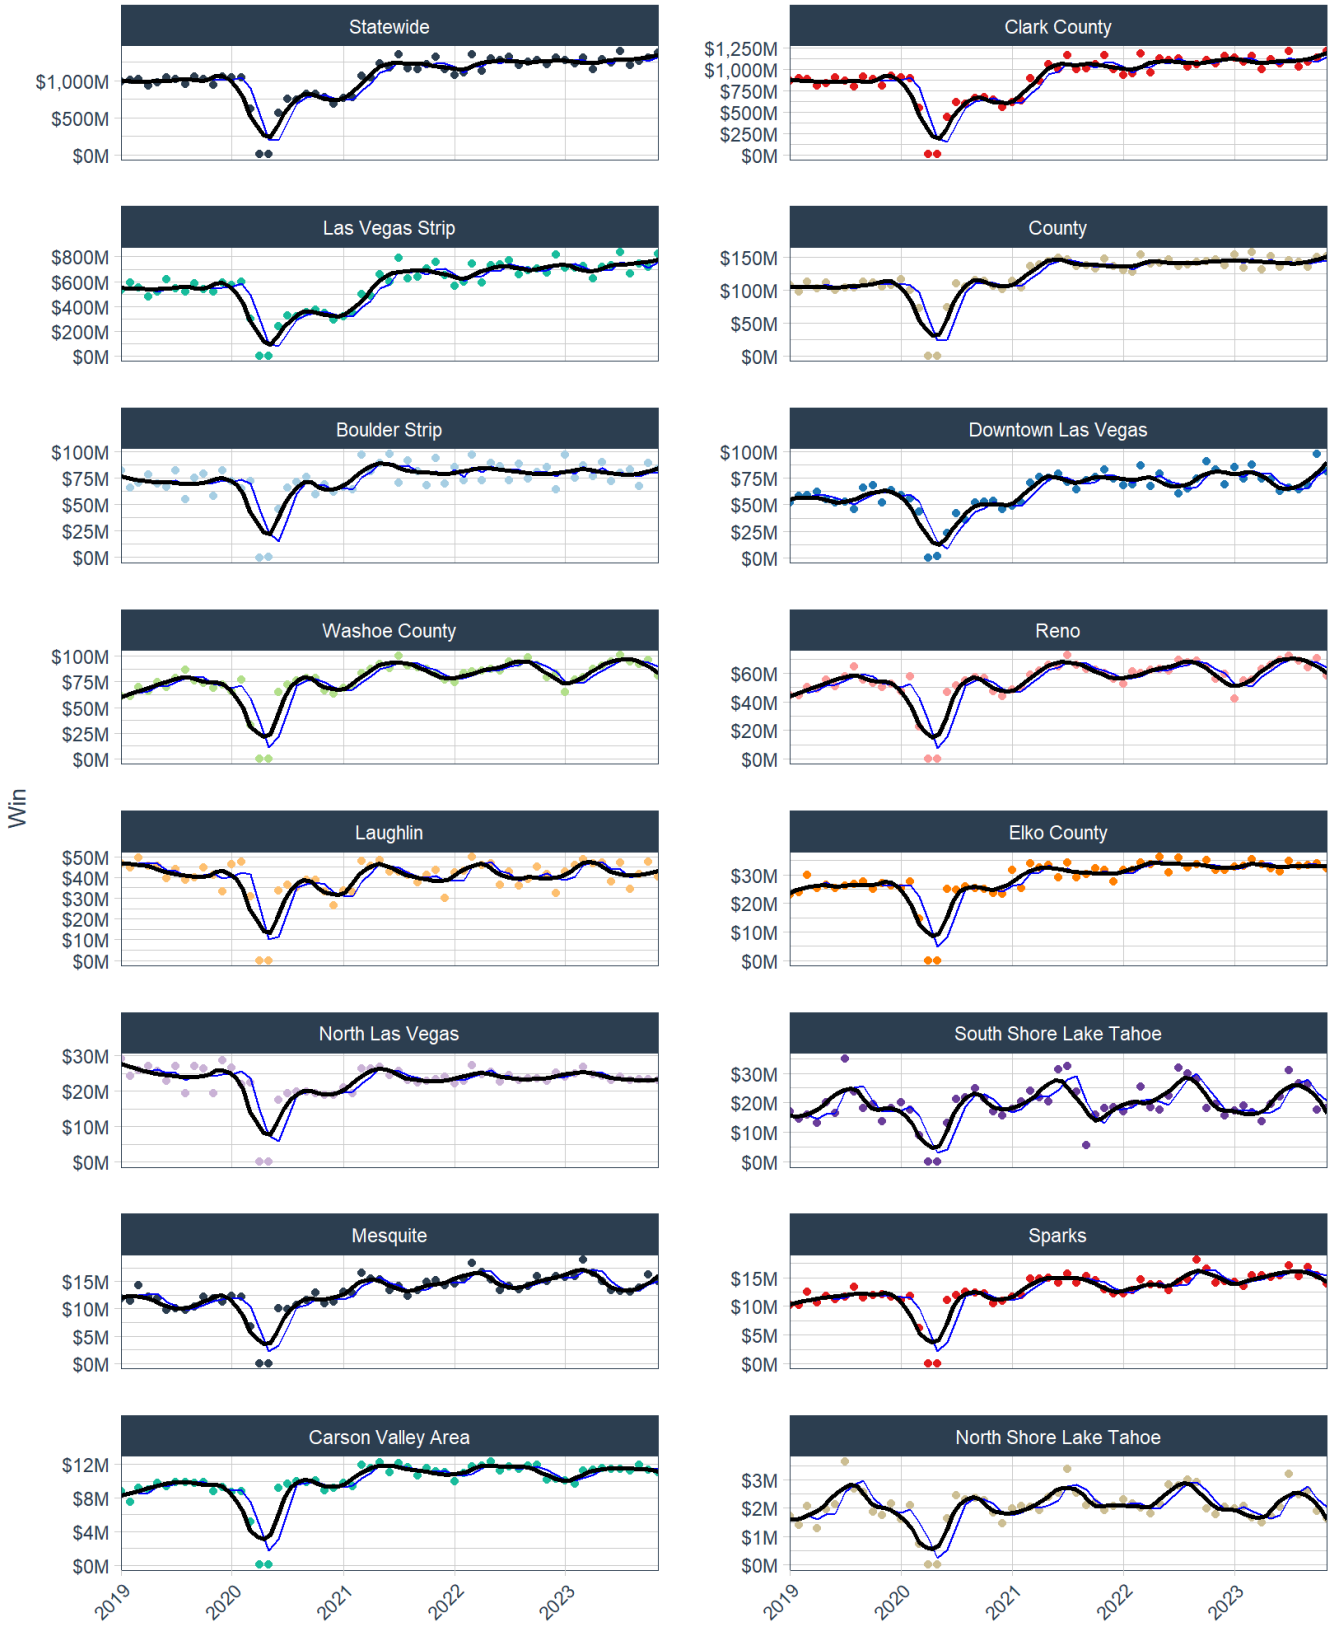 Win
Statewide
$1,000M
$500M
$0M
Clark County
$1,250M
$1,000M
$750M
$500M
$250M
$0M
Las Vegas Strip
$800M
$600M
$400M
$200M
$0M
County
$150M
$100M
$50M
$0M
Boulder Strip
$100M
$75M
$50M
$25M
$0M
Downtown Las Vegas
$100M
$75M
$50M
$25M
$0M
Washoe County
$100M
$75M
$50M
$25M
$0M
Reno
$60M
$40M
$20M
$0M
Laughlin
$50M
$40M
$30M
$20M
$10M
$0M
Elko County
$30M
$20M
$10M
$0M
North Las Vegas
$30M
$20M
$10M
$0M
South Shore Lake Tahoe
$30M
$20M
$10M
$0M
Mesquite
$15M
$10M
$5M
$0M
Sparks
$15M
$10M
$5M
$0M
Carson Valley Area
$12M
$8M
$4M
$0M
2019 2020 2021 2022 2023
North Shore Lake Tahoe
$3M
$2M
$1M
$0M
2019 2020 2021 2022 2023